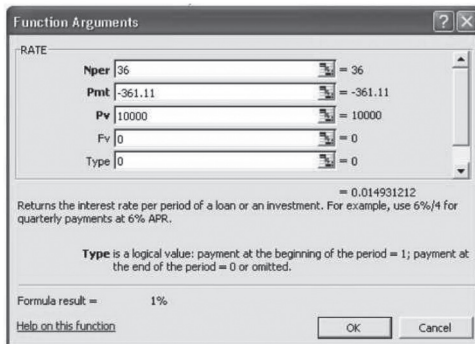 Function Arguments
RATE
Nper 36 = 36
Pmt -361.11 = -361.11
Pv 10000 = 10000
Fv 0 = 0
Type 0 = 0
= 0.014931212
Returns the interest rate per period of a loan or an investment. For example, use 6%/4 for
quarterly payments at 6% APR.
Type is a logical value: payment at the beginning of the period = 1; payment at
the end of the period = 0 or omitted.
Formula result = 1%
Help on this function OK Cancel